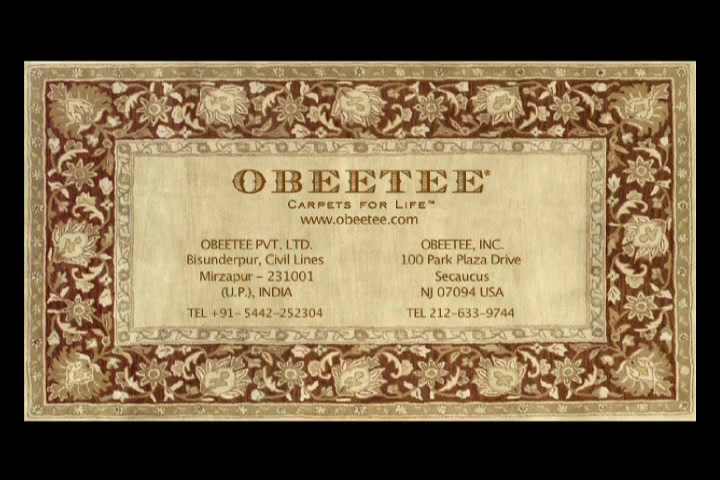 OBEETEE®
CARPETS FOR LIFE™
www.obeetee.com
OBEETEE PVT. LTD.
Bisunderpur, Civil Lines
Mirzapur – 231001
(U.P.), INDIA
TEL +91– 5442–252304
OBEETEE, INC.
100 Park Plaza Drive
Secaucus
NJ 07094 USA
TEL 212–633–9744